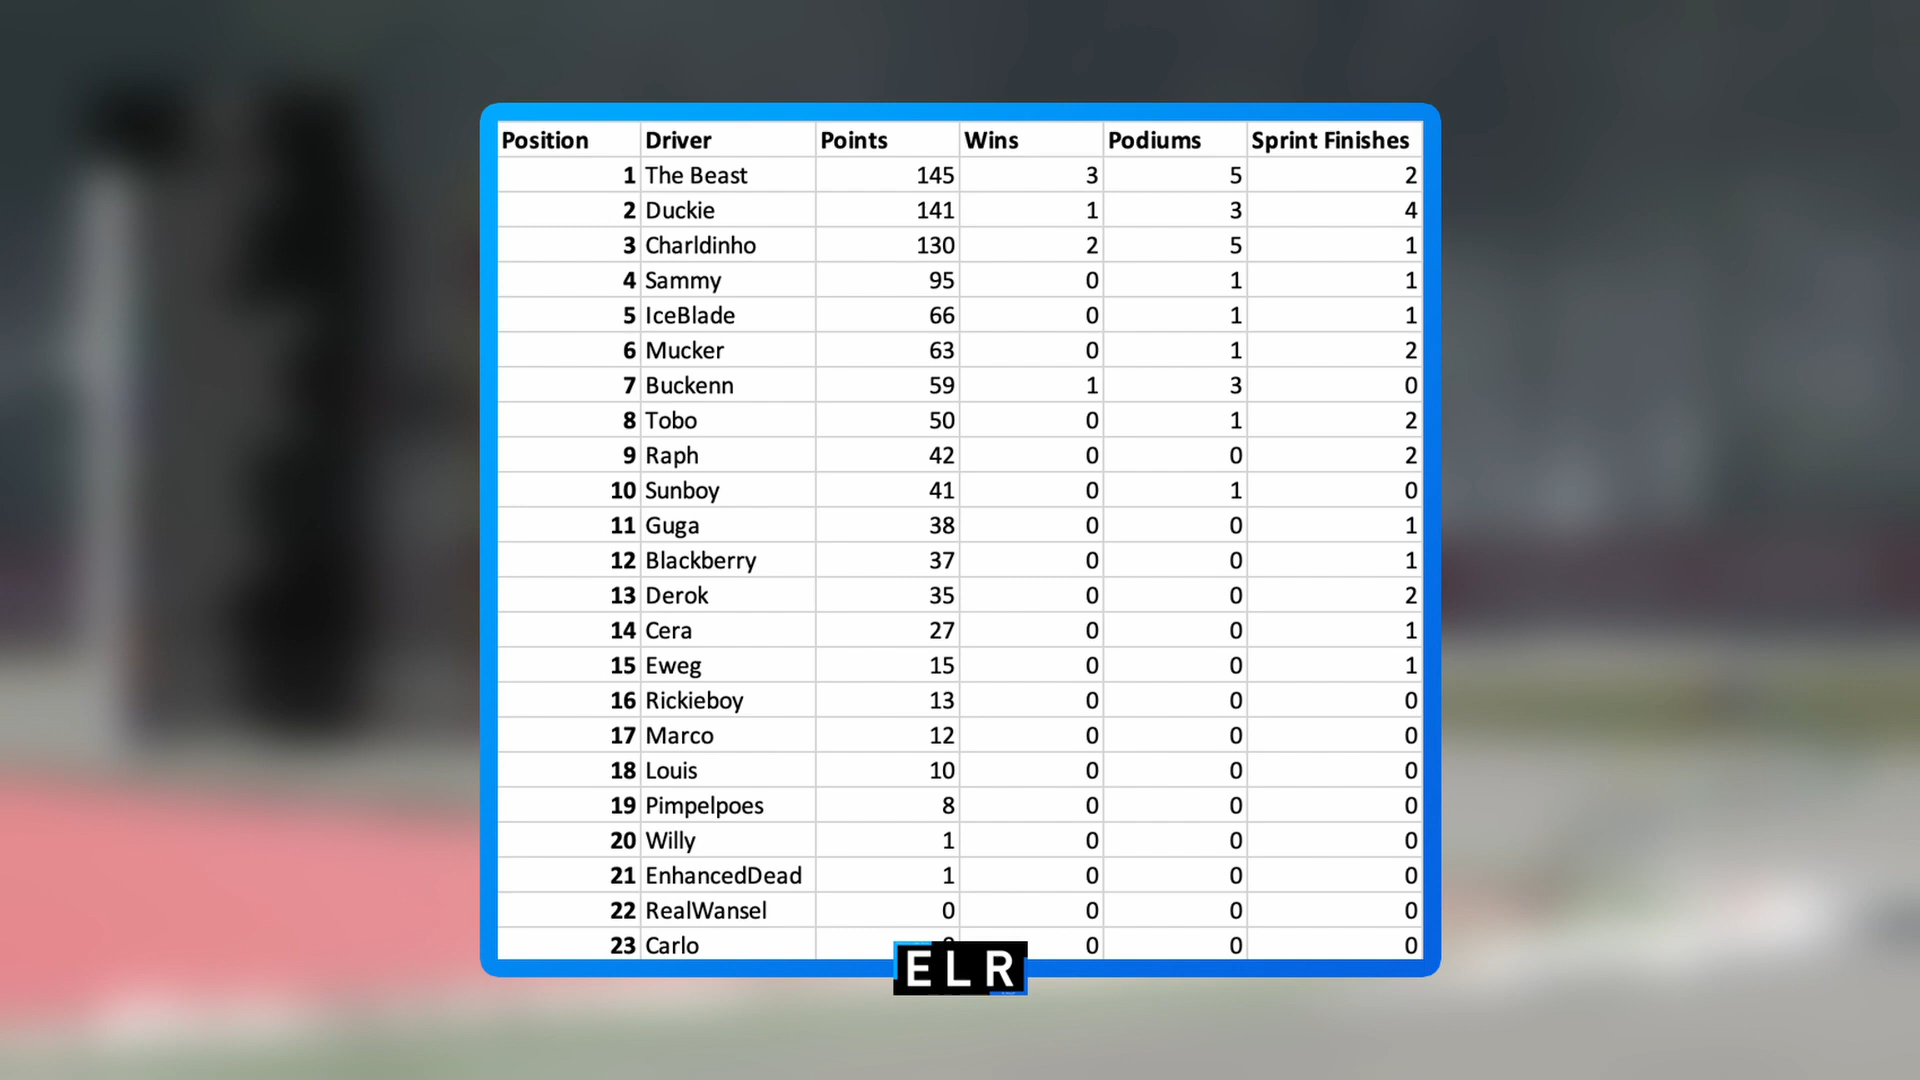 Position Driver Points Wins Podiums Sprint Finishes
1 The Beast 145 3 5 2
2 Duckie 141 1 3 4
3 Charldinho 130 2 5 1
4 Sammy 95 0 1 1
5 IceBlade 66 0 1 1
6 Mucker 63 0 1 2
7 Buckenn 59 1 3 0
8 Tobo 50 0 1 2
9 Raph 42 0 0 2
10 Sunboy 41 0 1 0
11 Guga 38 0 0 1
12 Blackberry 37 0 0 1
13 Derok 35 0 0 2
14 Cera 27 0 0 1
15 Eweg 15 0 0 1
16 Rickieboy 13 0 0 0
17 Marco 12 0 0 0
18 Louis 10 0 0 0
19 Pimpelpoes 8 0 0 0
20 Willy 1 0 0 0
21 EnhancedDead 1 0 0 0
22 RealWansel 0 0 0 0
23 Carlo 0 0 0
ELR